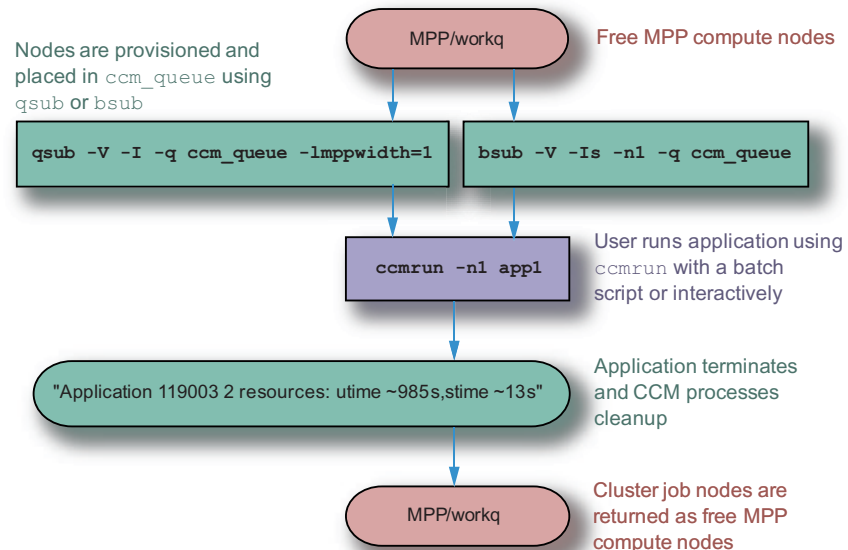 MPP/workq
Free MPP compute nodes
Nodes are provisioned and
placed in ccm_queue using
qsub or bsub
qsub -V -I -q ccm_queue -lmppwidth=1
bsub -V -Is -n1 -q ccm_queue
ccmrun -n1 app1
User runs application using
ccmrun with a batch
script or interactively
"Application 119003 2 resources: utime ~985s,stime ~13s"
Application terminates
and CCM processes
cleanup
MPP/workq
Cluster job nodes are
returned as free MPP
compute nodes